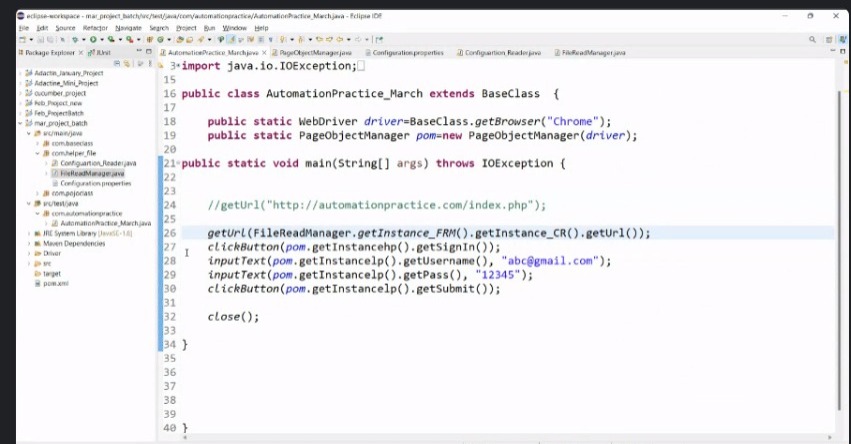 eclipse-workspace - mar_project_batch/src/test/java/com/automationpractice/AutomationPractice_March.java - Eclipse IDE
File Edit Source Refactor Navigate Search Project Run Window Help
Package Explorer JUnit
AutomationPractice_March.java PageObjectManager.java Configuration.properties Configuartion_Reader.java FileReadManager.java
Adactin_January_Project
Adactine_Mini_Project
cucumber_project
Feb_Project_new
Feb_ProjectBatch
mar_project_batch
src/main/java
com.baseclass
com.helper_file
Configuartion_Reader.java
FileReadManager.java
Configuration.properties
com.pojoclass
src/test/java
com.automationpractice
AutomationPractice_March.java
JRE System Library [JavaSE-1.8]
Maven Dependencies
Driver
src
target
pom.xml
3 import java.io.IOException;
15
16 public class AutomationPractice_March extends BaseClass {
17
18 public static WebDriver driver=BaseClass.getBrowser("Chrome");
19 public static PageObjectManager pom=new PageObjectManager(driver);
20
21 public static void main(String[] args) throws IOException {
22
23
24 //getUrl("http://automationpractice.com/index.php");
25
26 getUrl(FileReadManager.getInstance_FRM().getInstance_CR().getUrl());
27 clickButton(pom.getInstancehp().getSignIn());
28 inputText(pom.getInstancelp().getUsername(), "abc@gmail.com");
29 inputText(pom.getInstancelp().getPass(), "12345");
30 clickButton(pom.getInstancelp().getSubmit());
31
32 close();
33
34 }
35
36
37
38
39
40 }